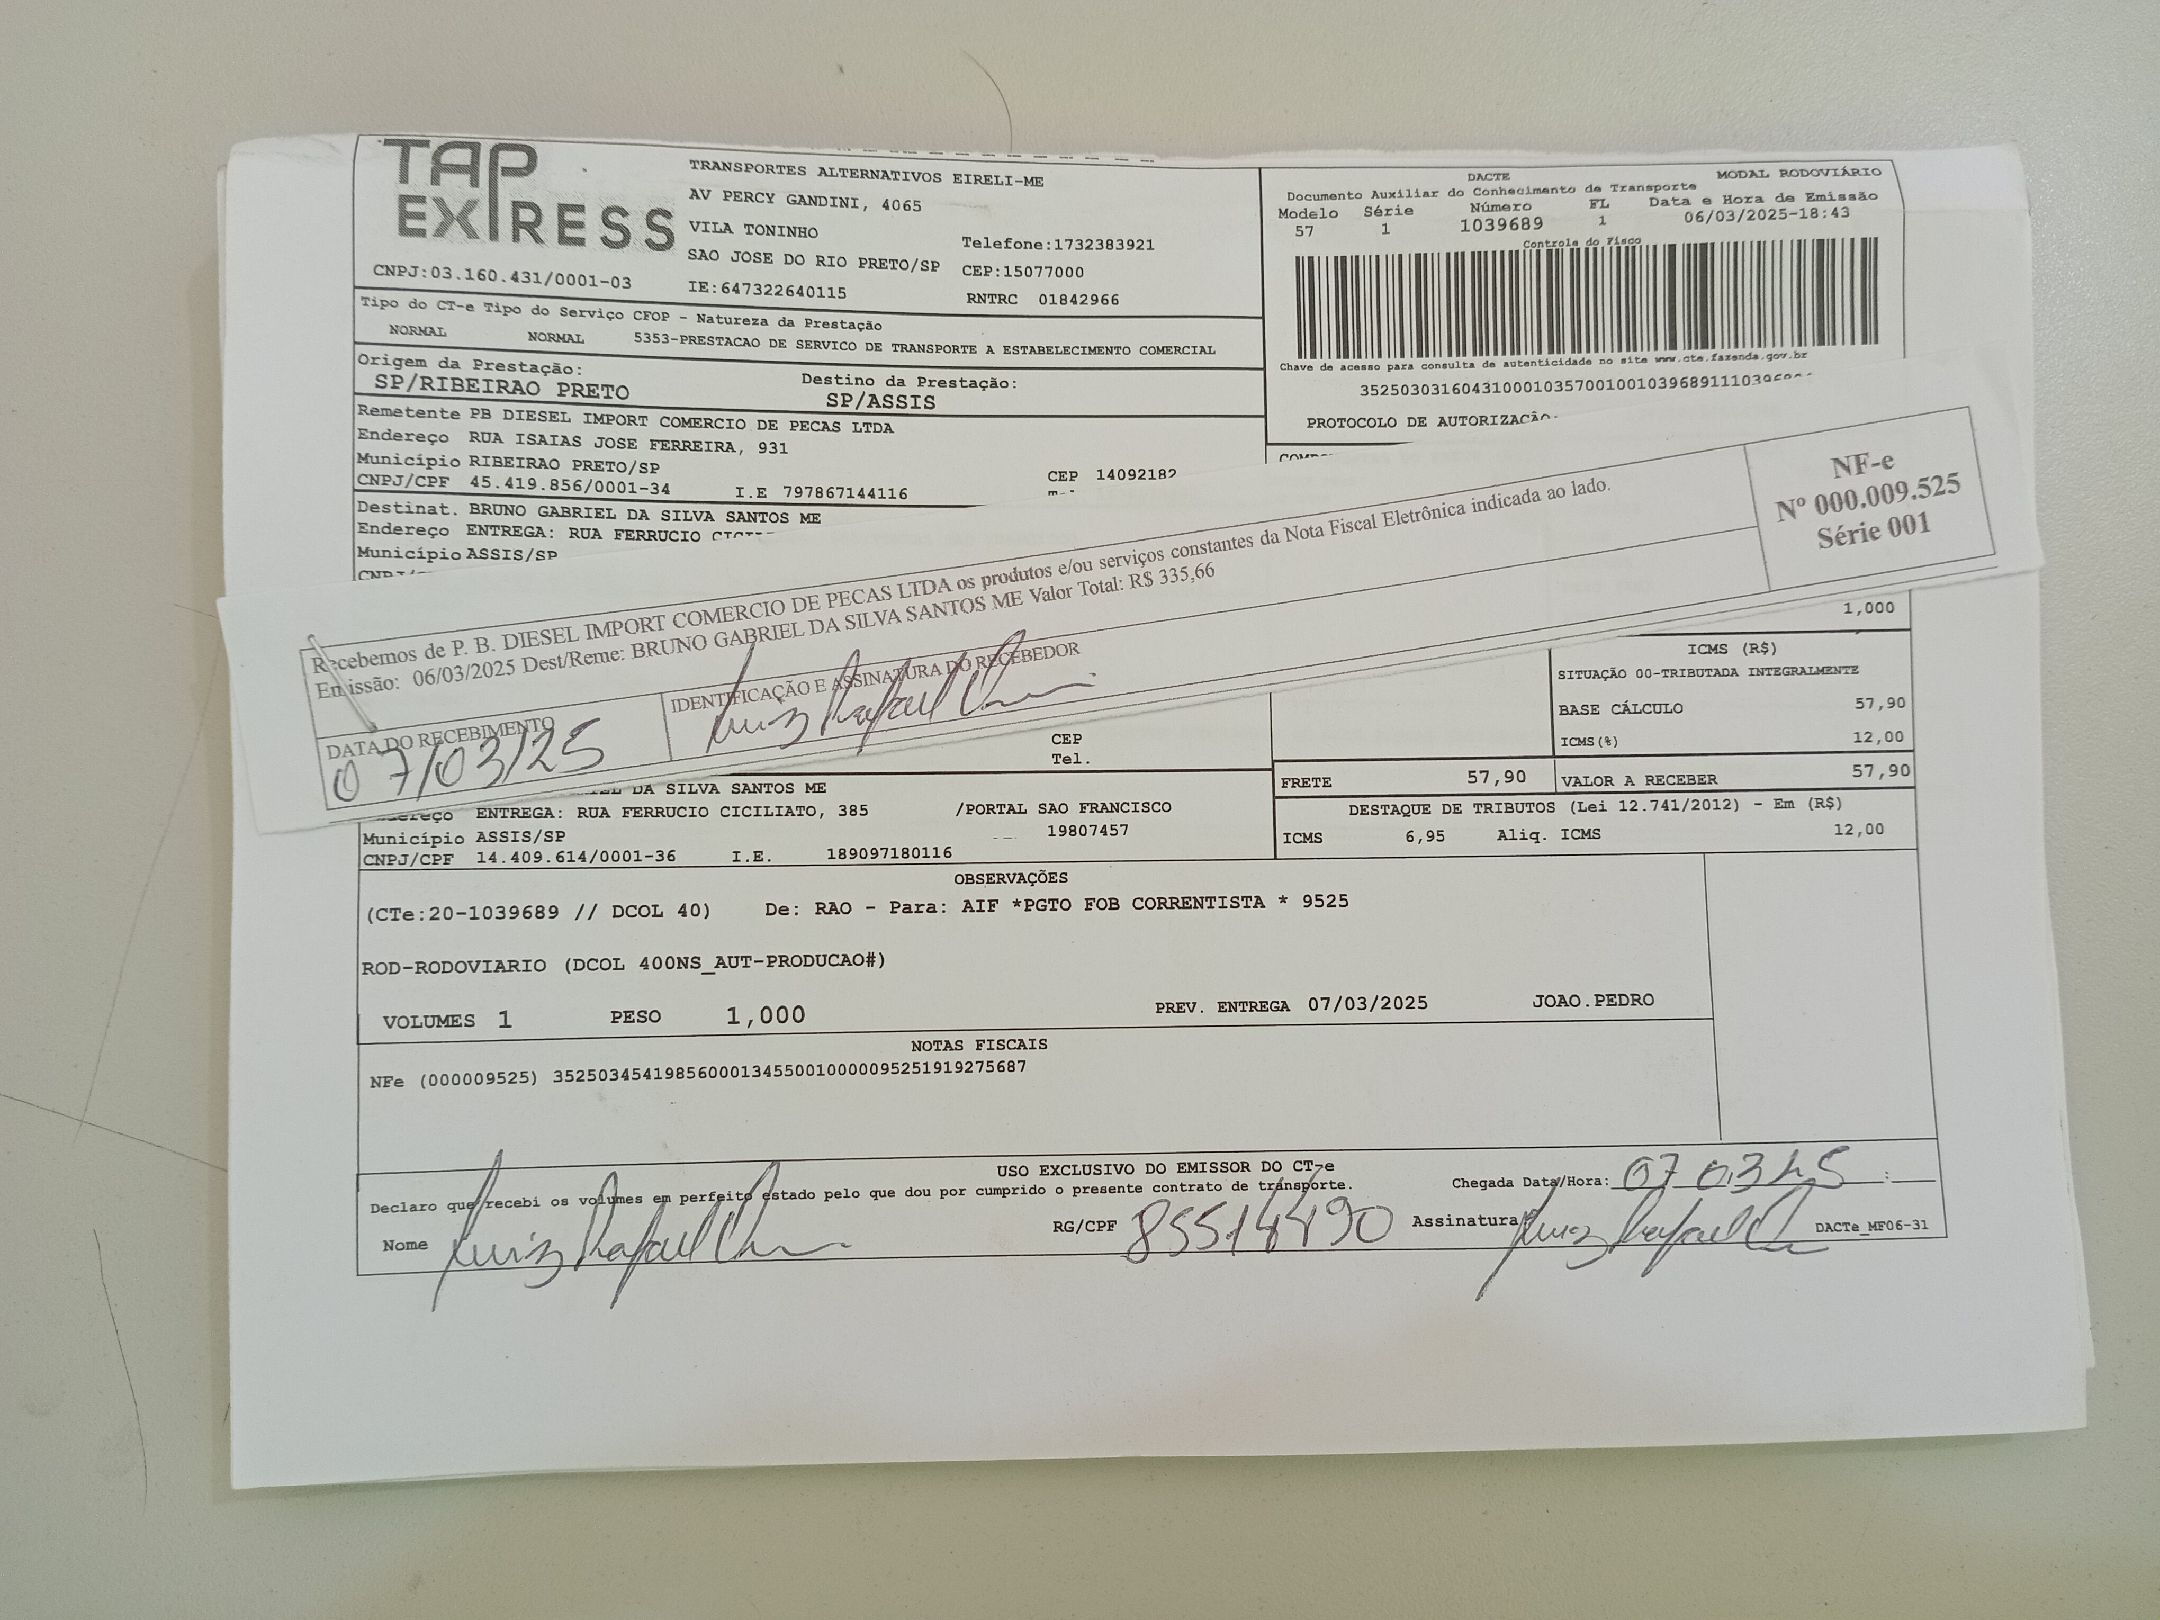 TAP
EXPRESS
CNPJ:03.160.431/0001-03
TRANSPORTES ALTERNATIVOS EIRELI-ME
AV PERCY GANDINI, 4065
VILA TONINHO
SAO JOSE DO RIO PRETO/SP
IE:647322640115
Telefone:1732383921
CEP:15077000
RNTRC 01842966
DACTE MODAL RODOVIÁRIO
Documento Auxiliar do Conhecimento de Transporte
Modelo Série Número FL Data e Hora de Emissão
57 1 1039689 1 06/03/2025-18:43
Controle do Fisco
Chave de acesso para consulta de autenticidade no site www.cte.fazenda.gov.br
PROTOCOLO DE AUTORIZAÇÃO
Tipo do CT-e Tipo do Serviço CFOP - Natureza da Prestação
NORMAL NORMAL 5353-PRESTACAO DE SERVICO DE TRANSPORTE A ESTABELECIMENTO COMERCIAL
Origem da Prestação: Destino da Prestação:
SP/RIBEIRAO PRETO SP/ASSIS
Remetente PB DIESEL IMPORT COMERCIO DE PECAS LTDA
Endereço RUA ISAIAS JOSE FERREIRA, 931
Município RIBEIRAO PRETO/SP CEP 14092182
CNPJ/CPF 45.419.856/0001-34 I.E 797867144116
Destinat. BRUNO GABRIEL DA SILVA SANTOS ME
Endereço ENTREGA: RUA FERRUCIO
Município ASSIS/SP
Recebemos de P. B. DIESEL IMPORT COMERCIO DE PECAS LTDA os produtos e/ou serviços constantes da Nota Fiscal Eletrônica indicada ao lado.
Emissão: 06/03/2025 Dest/Reme: BRUNO GABRIEL DA SILVA SANTOS ME Valor Total: R$ 335,66
DATA DO RECEBIMENTO
07/03/25
IDENTIFICAÇÃO E ASSINATURA DO RECEBEDOR
Luiz Rafael
NF-e
Nº 000.009.525
Série 001
1,000
ICMS (R$)
SITUAÇÃO 00-TRIBUTADA INTEGRALMENTE
BASE CÁLCULO 57,90
ICMS(%) 12,00
FRETE 57,90 VALOR A RECEBER 57,90
DESTAQUE DE TRIBUTOS (Lei 12.741/2012) - Em (R$)
ICMS 6,95 Aliq. ICMS 12,00
CEP
Tel.
DA SILVA SANTOS ME
ENTREGA: RUA FERRUCIO CICILIATO, 385 /PORTAL SAO FRANCISCO
Município ASSIS/SP 19807457
CNPJ/CPF 14.409.614/0001-36 I.E. 189097180116
OBSERVAÇÕES
(CTe:20-1039689 // DCOL 40) De: RAO - Para: AIF *PGTO FOB CORRENTISTA * 9525
ROD-RODOVIARIO (DCOL 400NS_AUT-PRODUCAO#)
VOLUMES 1 PESO 1,000 PREV. ENTREGA 07/03/2025 JOAO.PEDRO
NOTAS FISCAIS
NFe (000009525) 35250345419856000134550010000095251919275687
USO EXCLUSIVO DO EMISSOR DO CT-e
Declaro que recebi os volumes em perfeito estado pelo que dou por cumprido o presente contrato de transporte.
Chegada Data/Hora: 07 03 25 :
Nome Luiz Rafael RG/CPF 85514490 Assinatura Luiz Rafael DACTe_MF06-31